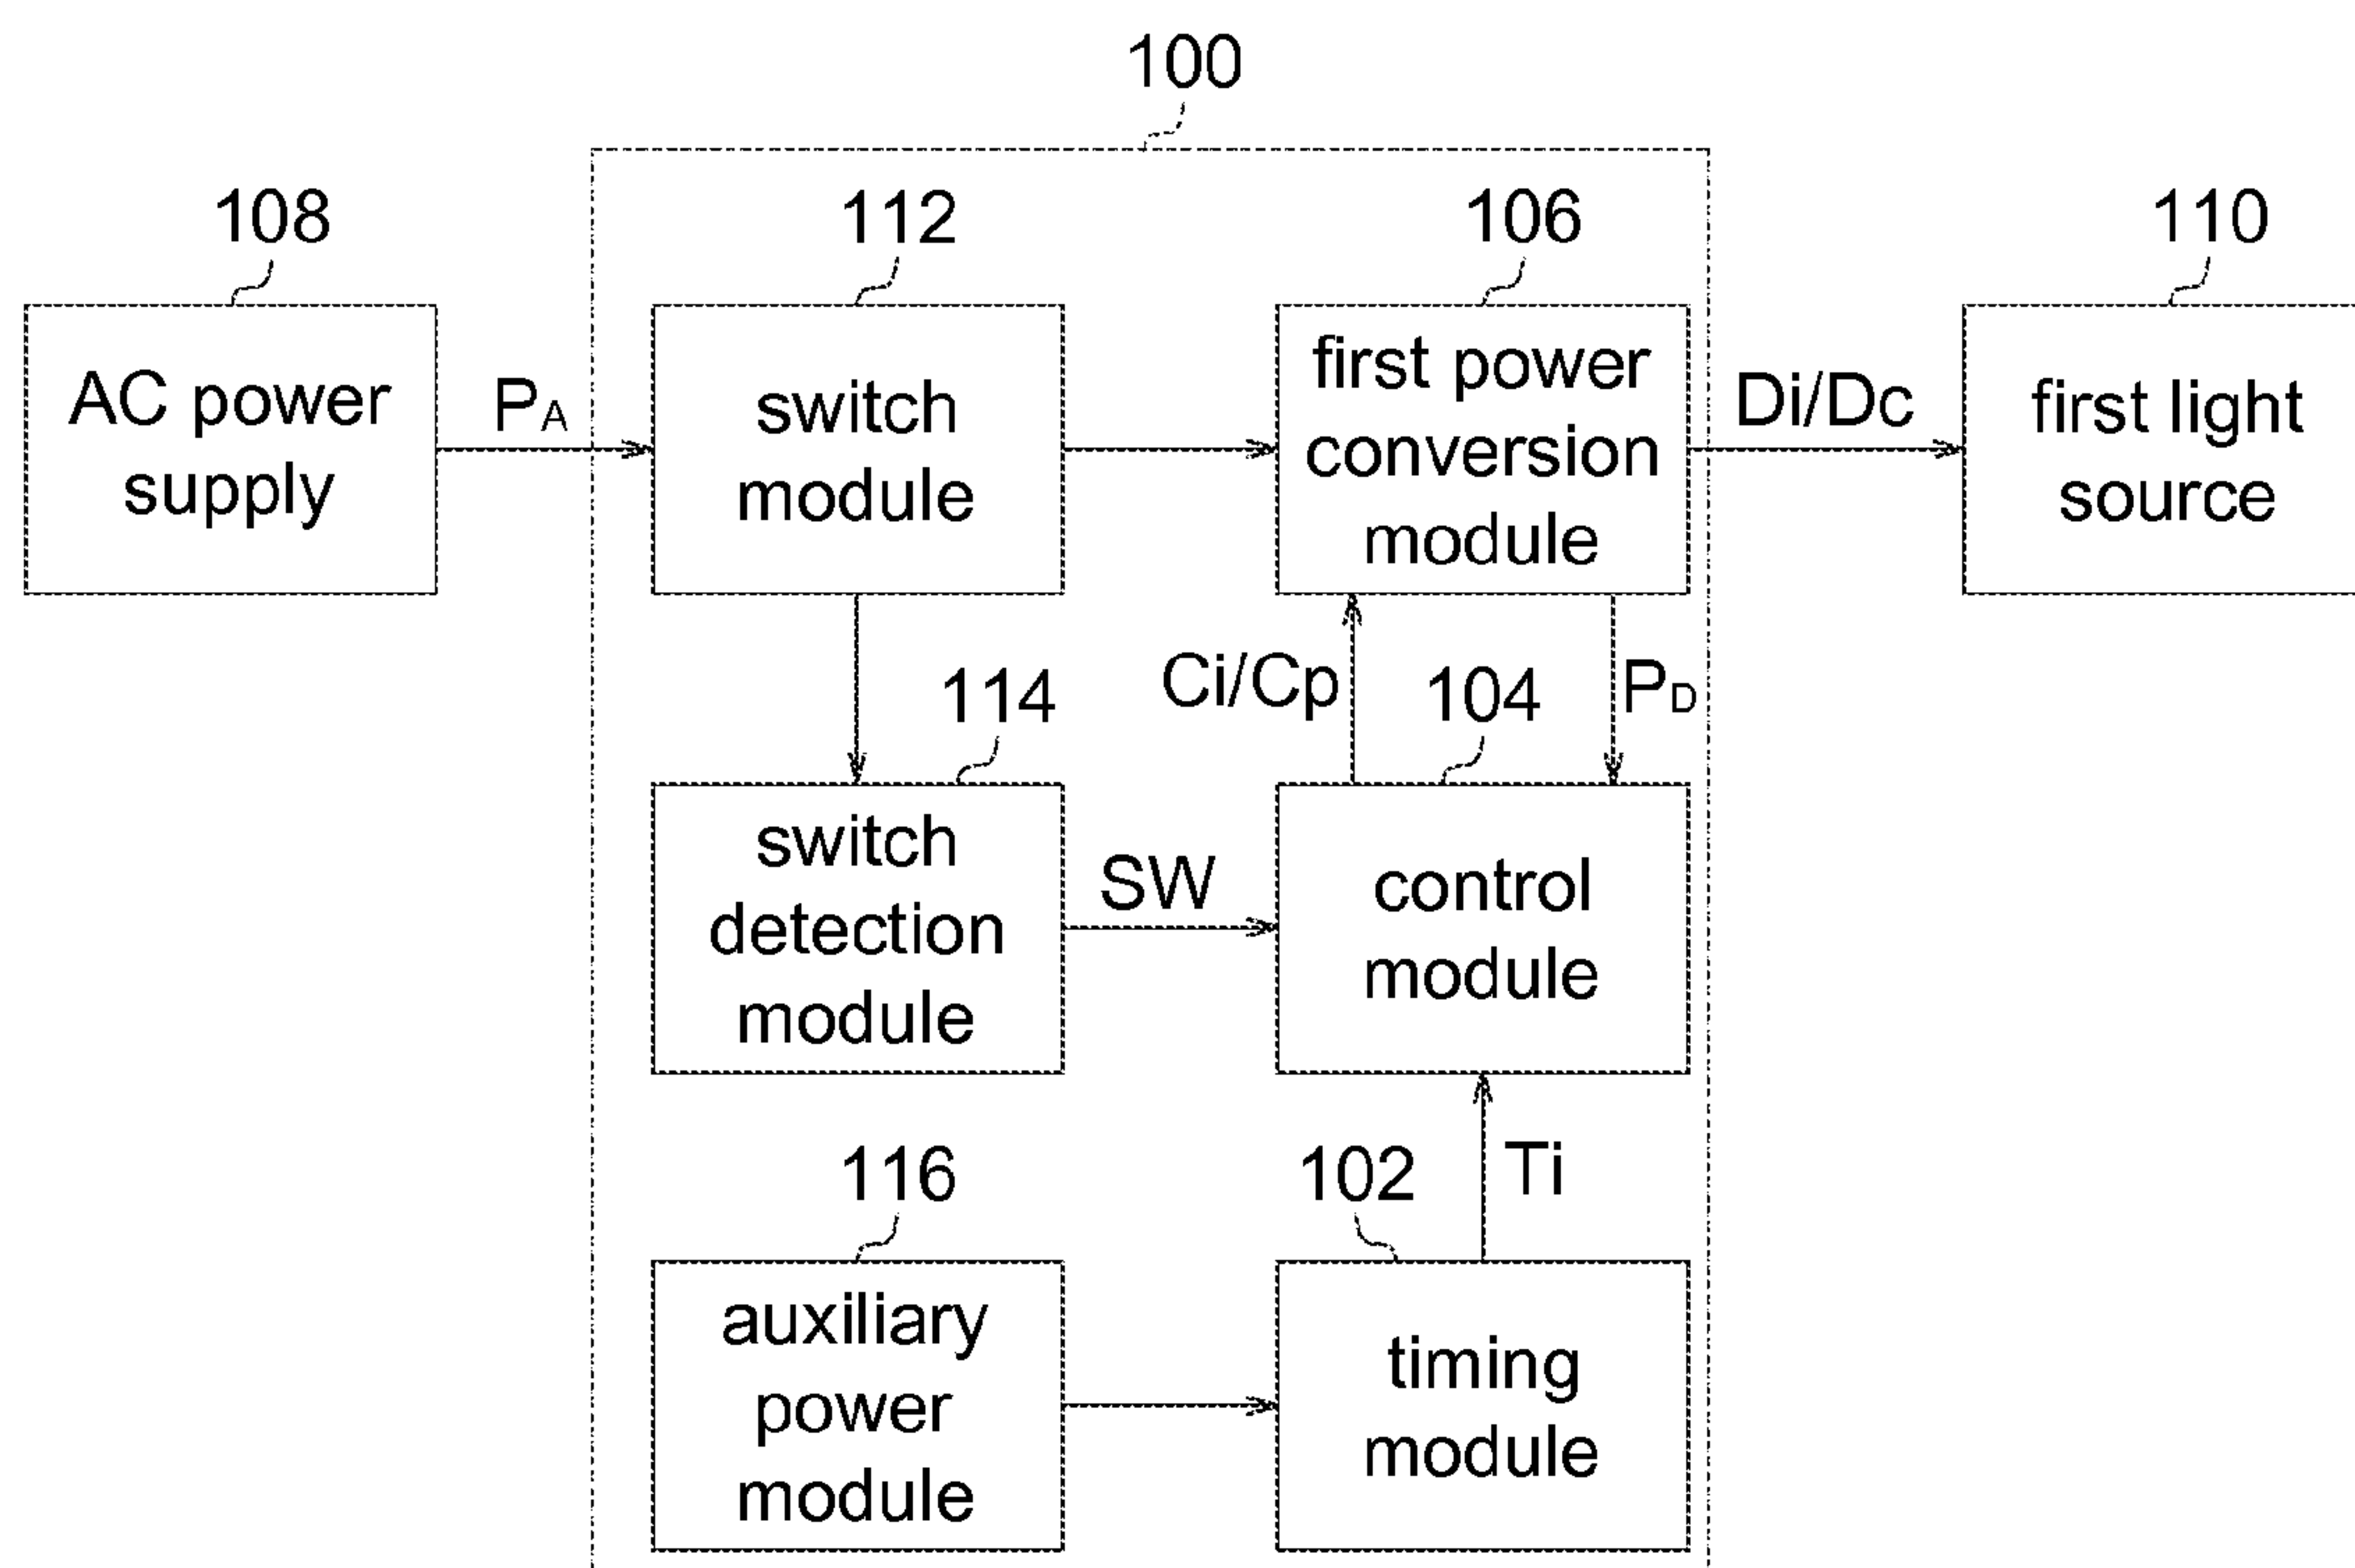 100
108
112
106
110
AC power
supply
PA
switch
module
first power
conversion
module
Di/Dc
first light
source
114
Ci/Cp
104
PD
switch
detection
module
SW
control
module
116
102
Ti
auxiliary
power
module
timing
module